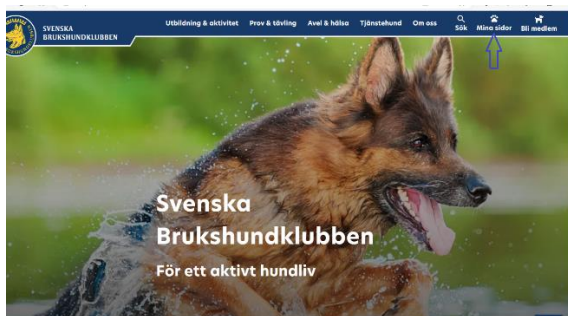 SVENSKA
BRUKSHUNDKLUBBEN
Utbildning & aktivitet Prov & tävling Avel & hälsa Tjänstehund Om oss Sök Mina sidor Bli medlem
Svenska
Brukshundklubben
För ett aktivt hundliv